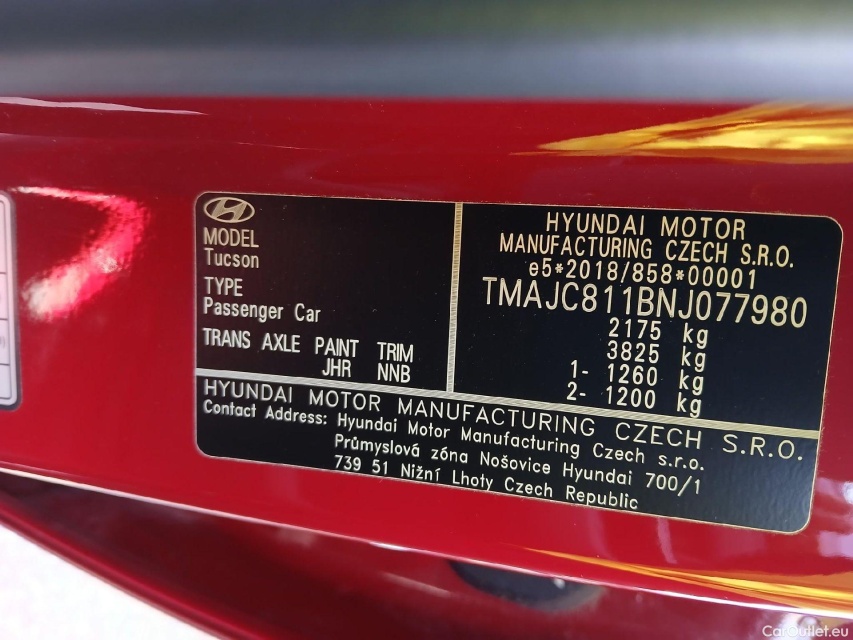 MODEL
Tucson
TYPE
Passenger Car
TRANS AXLE PAINT TRIM
JHR NNB
HYUNDAI MOTOR
MANUFACTURING CZECH S.R.O.
e5*2018/858*00001
TMAJC811BNJ077980
2175 kg
3825 kg
1- 1260 kg
2- 1200 kg
HYUNDAI MOTOR MANUFACTURING CZECH S.R.O.
Contact Address: Hyundai Motor Manufacturing Czech s.r.o.
Průmyslová zóna Nošovice Hyundai 700/1
739 51 Nižní Lhoty Czech Republic
CarOutlet.eu